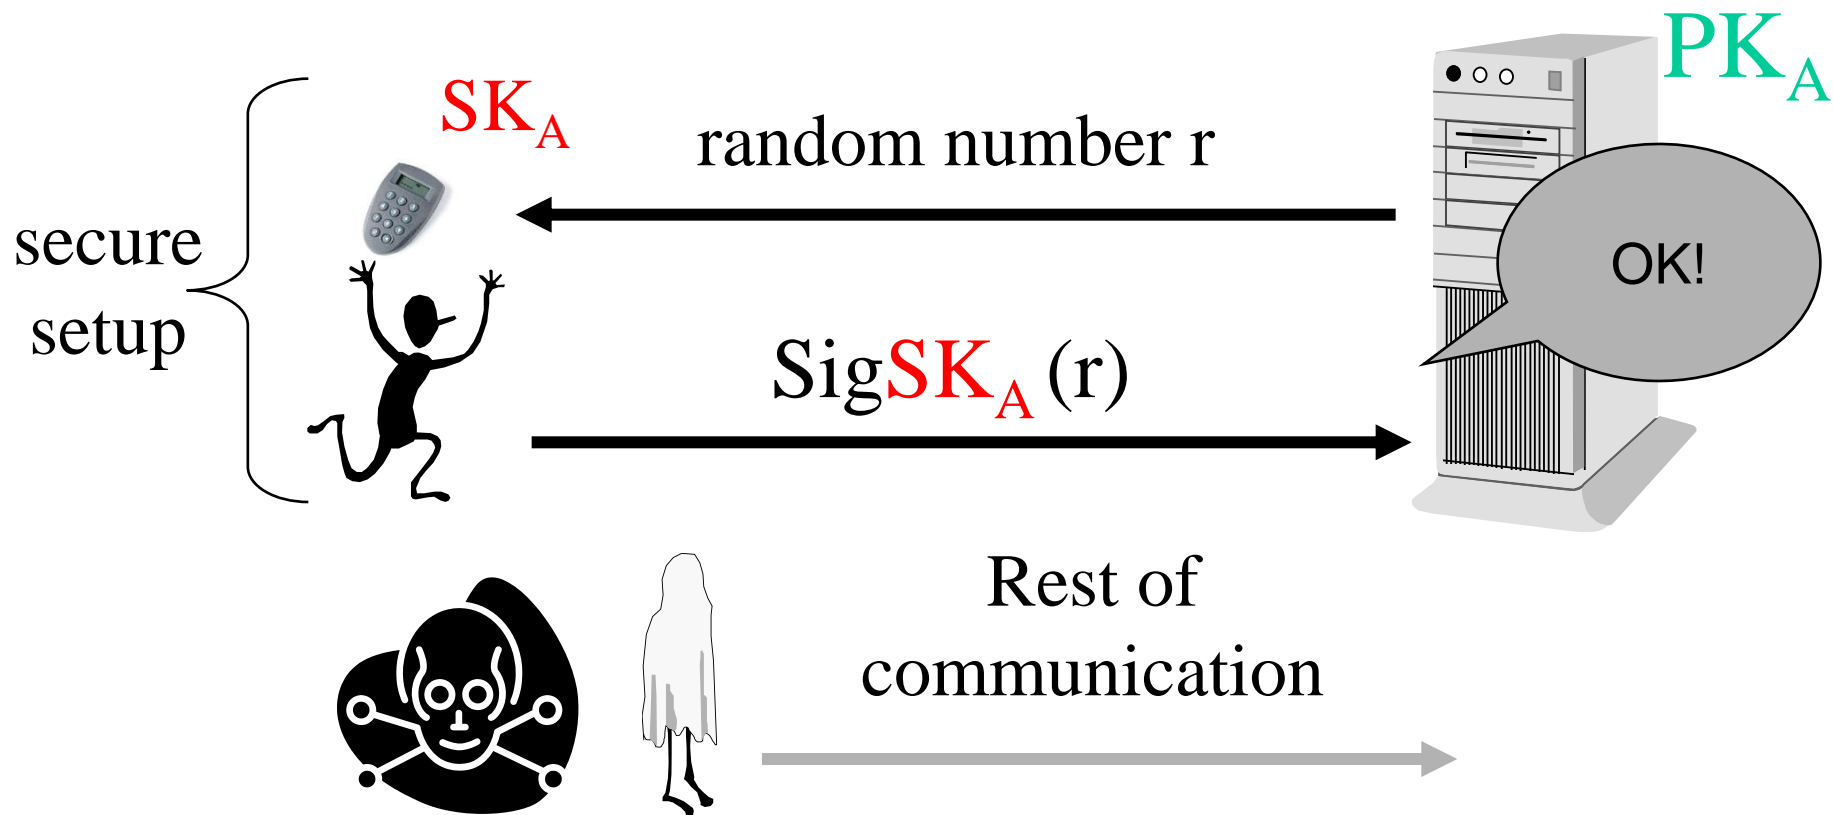 PKA
SKA
random number r
secure
setup
OK!
SigSKA (r)
Rest of
communication